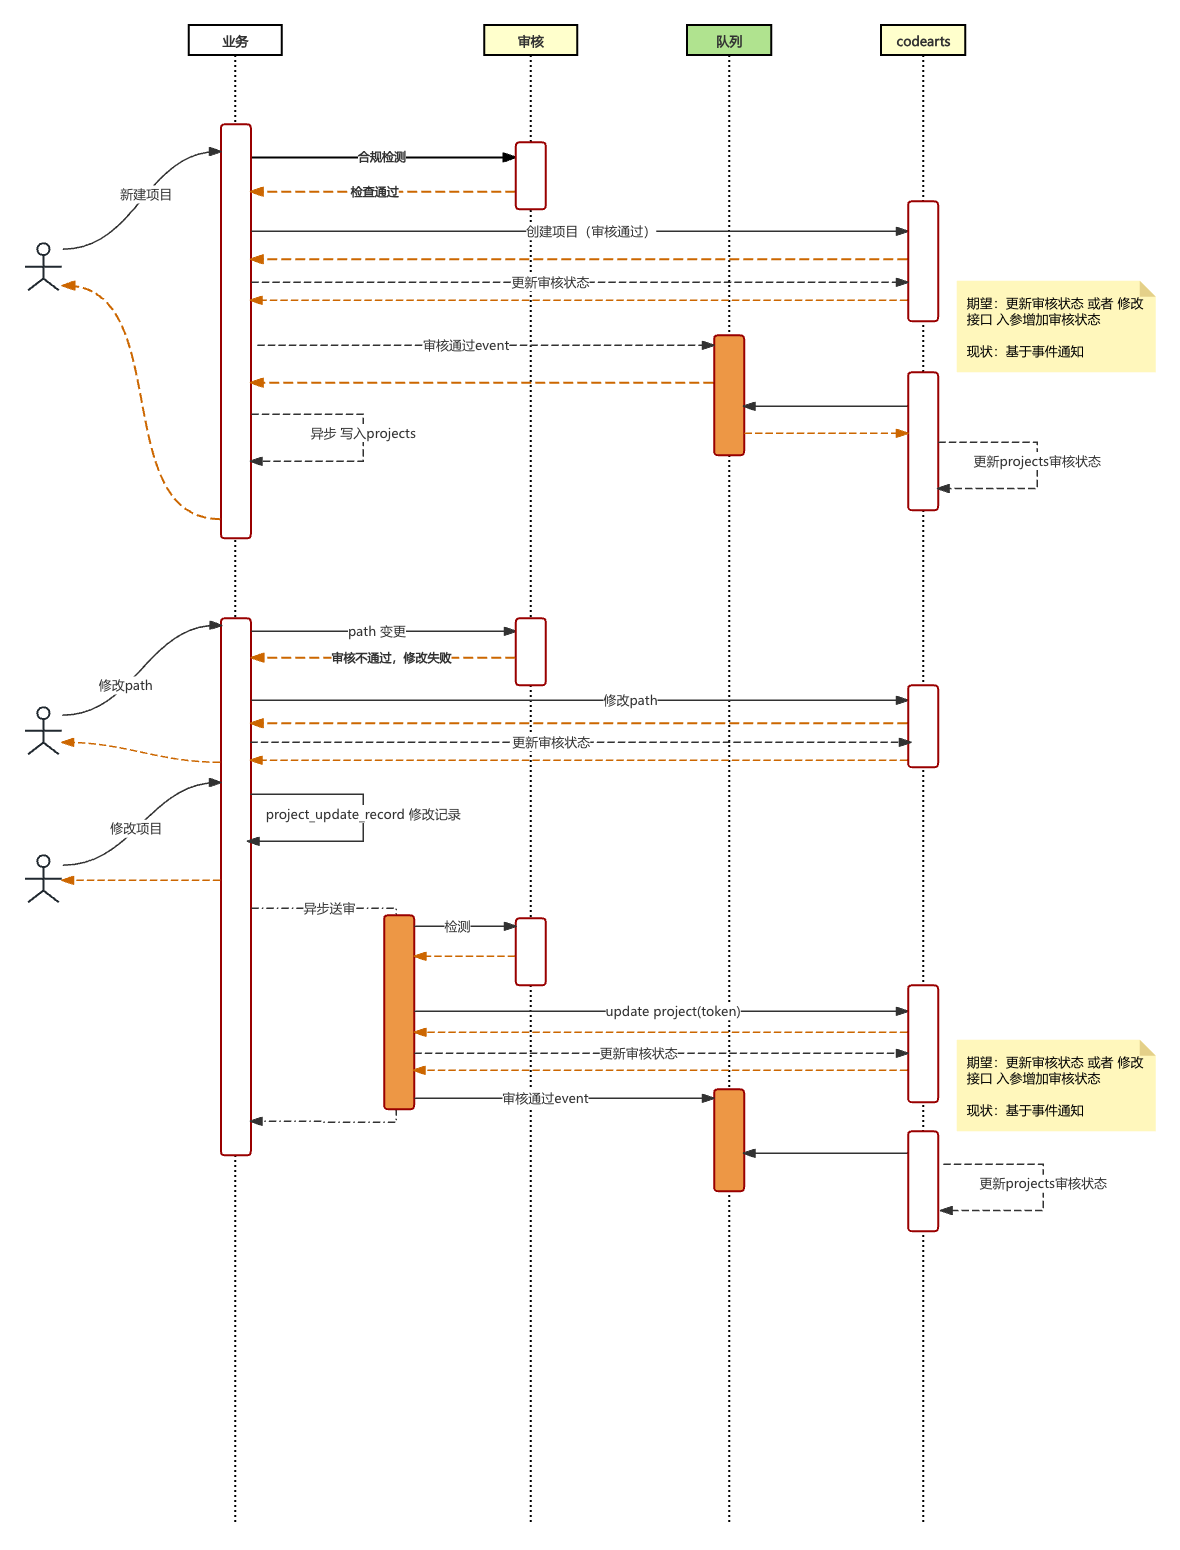 业务
审核
队列
codearts
合规检测
新建项目
检查通过
创建项目（审核通过）
更新审核状态
期望：更新审核状态 或者 修改
接口 入参增加审核状态
现状：基于事件通知
审核通过event
异步 写入projects
更新projects审核状态
path 变更
审核不通过，修改失败
修改path
修改path
更新审核状态
project_update_record 修改记录
修改项目
异步送审
检测
update project(token)
更新审核状态
期望：更新审核状态 或者 修改
接口 入参增加审核状态
现状：基于事件通知
审核通过event
更新projects审核状态